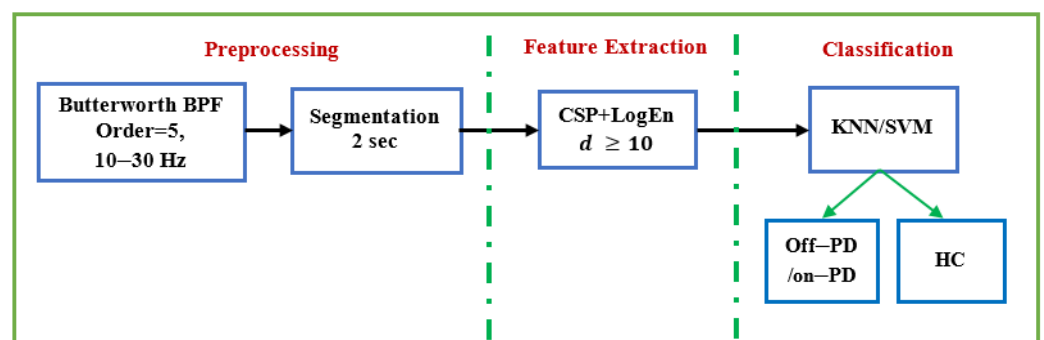 Preprocessing
Feature Extraction
Classification
Butterworth BPF
Order=5,
10–30 Hz
Segmentation
2 sec
CSP+LogEn
d ≥ 10
KNN/SVM
Off–PD
/on–PD
HC